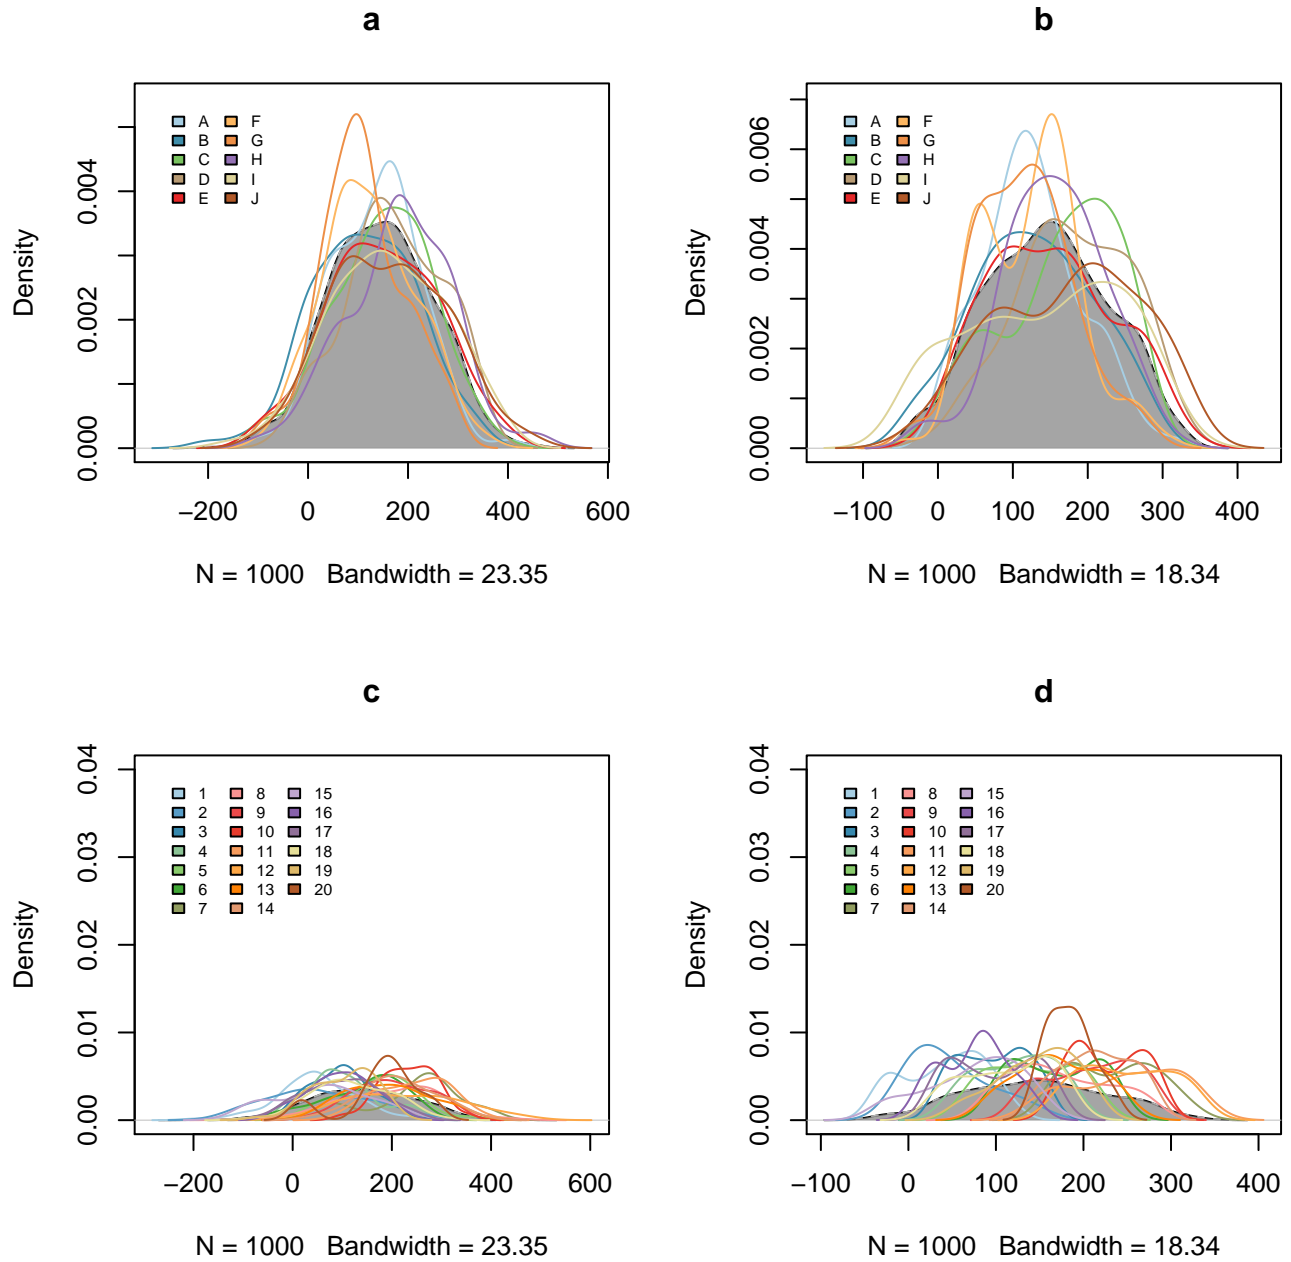 a
A F
B G
C H
D I
E J
Density
0.000 0.002 0.004
−200 0 200 400 600
N = 1000 Bandwidth = 23.35
b
A F
B G
C H
D I
E J
Density
0.000 0.002 0.004 0.006
−100 0 100 200 300 400
N = 1000 Bandwidth = 18.34
c
1 8 15
2 9 16
3 10 17
4 11 18
5 12 19
6 13 20
7 14
Density
0.00 0.01 0.02 0.03 0.04
−200 0 200 400 600
N = 1000 Bandwidth = 23.35
d
1 8 15
2 9 16
3 10 17
4 11 18
5 12 19
6 13 20
7 14
Density
0.00 0.01 0.02 0.03 0.04
−100 0 100 200 300 400
N = 1000 Bandwidth = 18.34